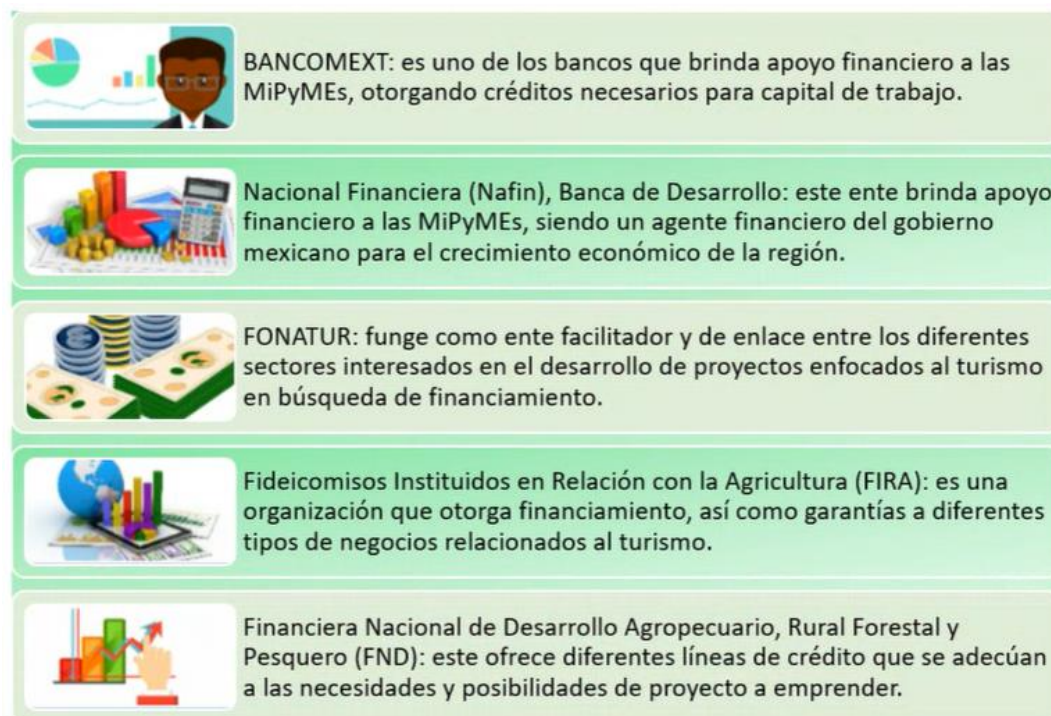 BANCOMEXT: es uno de los bancos que brinda apoyo financiero a las
MiPyMEs, otorgando créditos necesarios para capital de trabajo.
Nacional Financiera (Nafin), Banca de Desarrollo: este ente brinda apoyo
financiero a las MiPyMEs, siendo un agente financiero del gobierno
mexicano para el crecimiento económico de la región.
FONATUR: funge como ente facilitador y de enlace entre los diferentes
sectores interesados en el desarrollo de proyectos enfocados al turismo
en búsqueda de financiamiento.
Fideicomisos Instituidos en Relación con la Agricultura (FIRA): es una
organización que otorga financiamiento, así como garantías a diferentes
tipos de negocios relacionados al turismo.
Financiera Nacional de Desarrollo Agropecuario, Rural Forestal y
Pesquero (FND): este ofrece diferentes líneas de crédito que se adecúan
a las necesidades y posibilidades de proyecto a emprender.